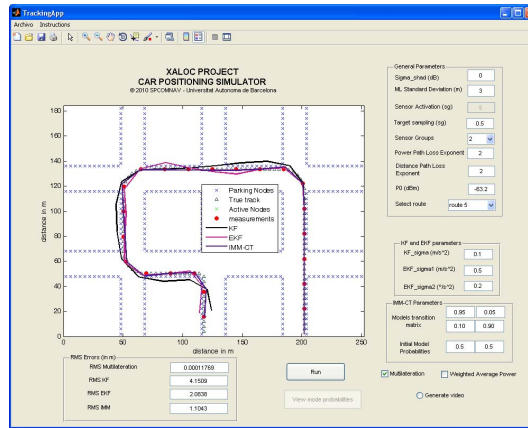 TrackingApp
Archivo Instructions
XALOC PROJECT
CAR POSITIONING SIMULATOR
© 2010 SPCOMNAV - Universitat Autonoma de Barcelona
180
160
140
120
100
80
60
40
20
0
distance in m
0 50 100 150 200 250
distance in m
Parking Nodes
True track
Active Nodes
measurements
KF
EKF
IMM-CT
General Parameters
Sigma_shad (dB) 0
ML Standard Deviation (m) 3
Sensor Activation (sg)
Target sampling (sg) 0.5
Sensor Groups 2
Power Path Loss Exponent 2
Distance Path Loss
Exponent 2
P0 (dBm) -63.2
Select route route 5
KF and EKF parameters
KF_sigma (m/s^2) 0.1
EKF_sigma1 (m/s^2) 0.5
EKF_sigma2 (°/s^2) 0.2
IMM-CT Parameters
Models transition
matrix
0.95 0.05
0.10 0.90
Initial Model
Probabilities
0.5 0.5
RMS Errors (in m)
RMS Multilateration 0.00011769
RMS KF 4.1509
RMS EKF 2.0838
RMS IMM 1.1043
Run
View mode probabilities
Multilateration Weighted Average Power
Generate video